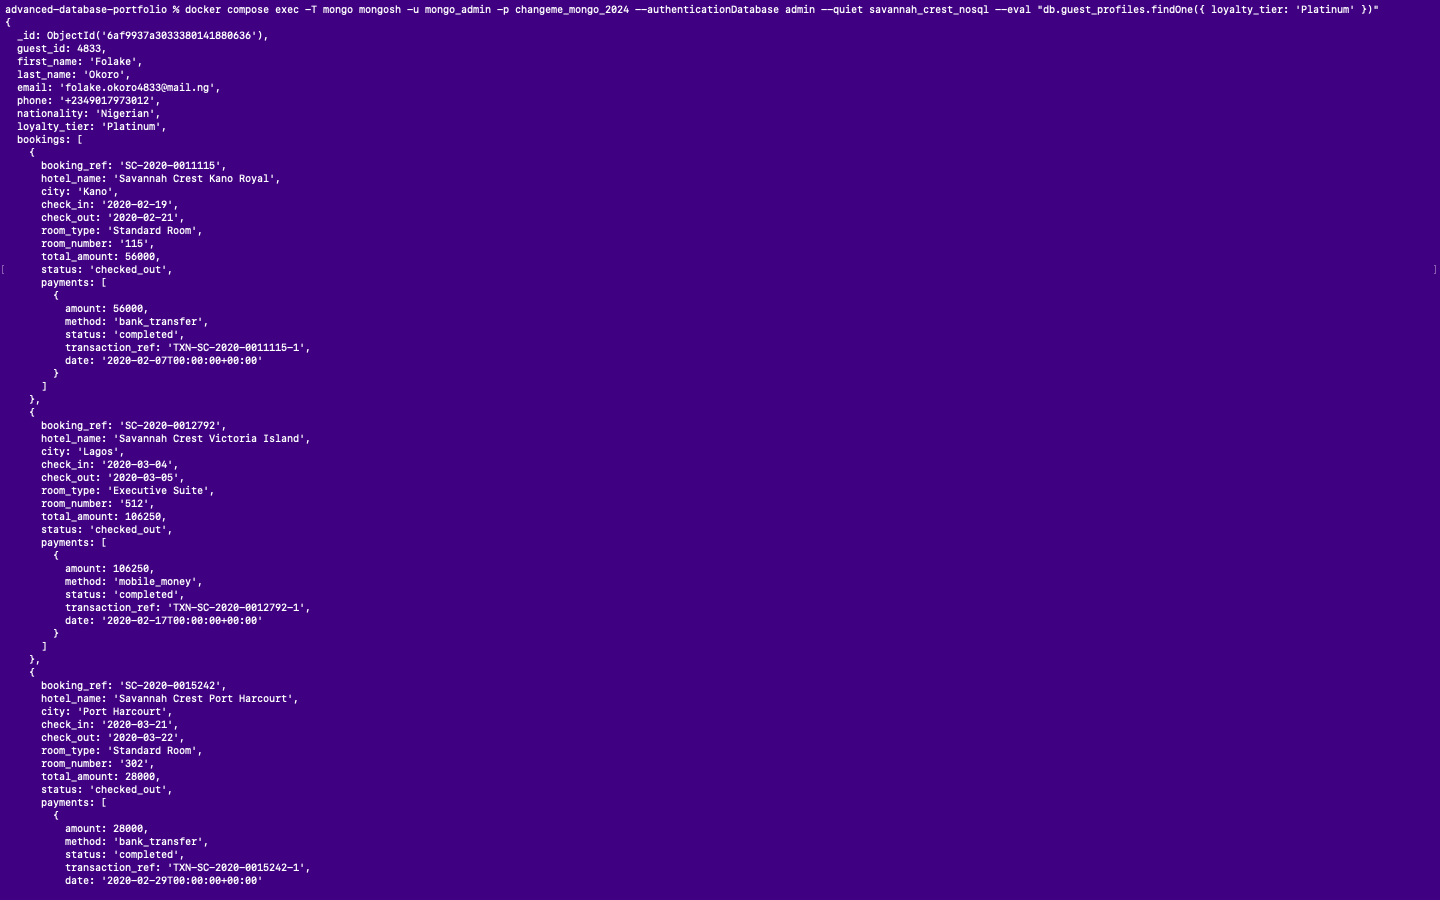 advanced-database-portfolio % docker compose exec -T mongo mongosh -u mongo_admin -p changeme_mongo_2024 --authenticationDatabase admin --quiet savannah_crest_nosql --eval "db.guest_profiles.findOne({ loyalty_tier: 'Platinum' })"
{
  _id: ObjectId('6af9937a3033380141880636'),
  guest_id: 4833,
  first_name: 'Folake',
  last_name: 'Okoro',
  email: 'folake.okoro4833@mail.ng',
  phone: '+2349017973012',
  nationality: 'Nigerian',
  loyalty_tier: 'Platinum',
  bookings: [
    {
      booking_ref: 'SC-2020-0011115',
      hotel_name: 'Savannah Crest Kano Royal',
      city: 'Kano',
      check_in: '2020-02-19',
      check_out: '2020-02-21',
      room_type: 'Standard Room',
      room_number: '115',
      total_amount: 56000,
[      status: 'checked_out', ]
      payments: [
        {
          amount: 56000,
          method: 'bank_transfer',
          status: 'completed',
          transaction_ref: 'TXN-SC-2020-0011115-1',
          date: '2020-02-07T00:00:00+00:00'
        }
      ]
    },
    {
      booking_ref: 'SC-2020-0012792',
      hotel_name: 'Savannah Crest Victoria Island',
      city: 'Lagos',
      check_in: '2020-03-04',
      check_out: '2020-03-05',
      room_type: 'Executive Suite',
      room_number: '512',
      total_amount: 106250,
      status: 'checked_out',
      payments: [
        {
          amount: 106250,
          method: 'mobile_money',
          status: 'completed',
          transaction_ref: 'TXN-SC-2020-0012792-1',
          date: '2020-02-17T00:00:00+00:00'
        }
      ]
    },
    {
      booking_ref: 'SC-2020-0015242',
      hotel_name: 'Savannah Crest Port Harcourt',
      city: 'Port Harcourt',
      check_in: '2020-03-21',
      check_out: '2020-03-22',
      room_type: 'Standard Room',
      room_number: '302',
      total_amount: 28000,
      status: 'checked_out',
      payments: [
        {
          amount: 28000,
          method: 'bank_transfer',
          status: 'completed',
          transaction_ref: 'TXN-SC-2020-0015242-1',
          date: '2020-02-29T00:00:00+00:00'